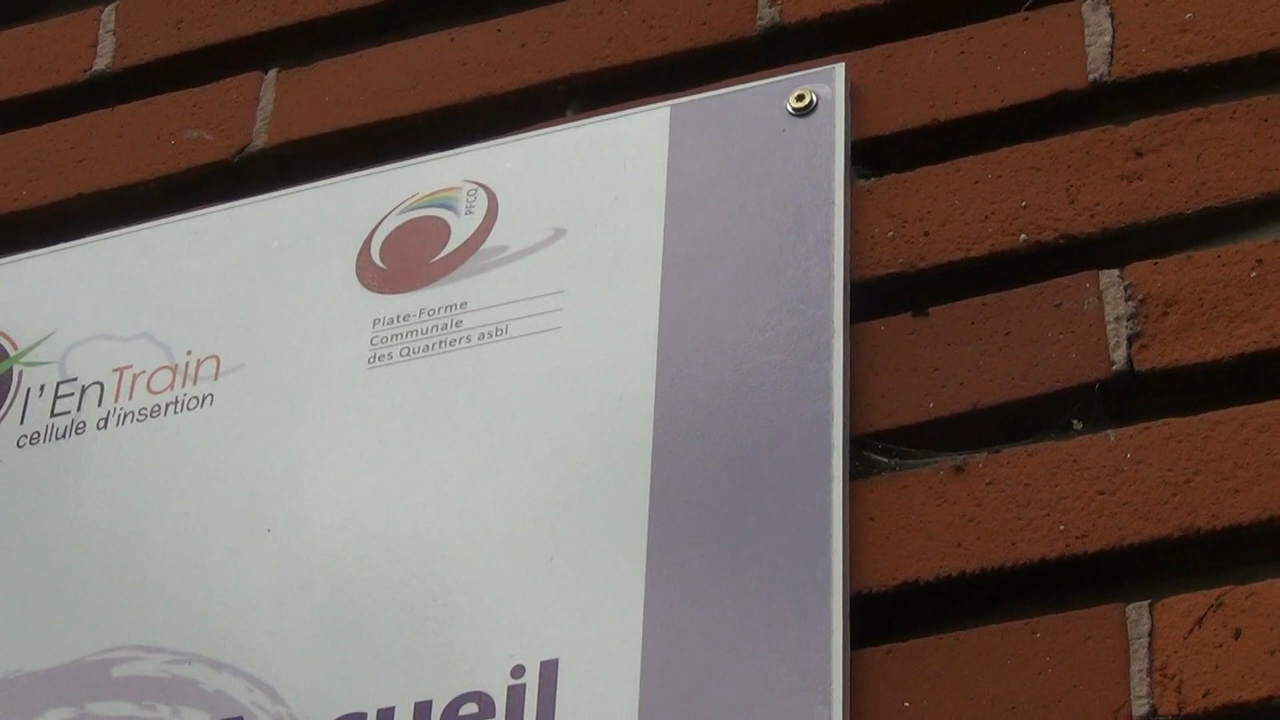 PFCQ
Plate-Forme
Communale
des Quartiers asbl
l'EnTrain
cellule d'insertion